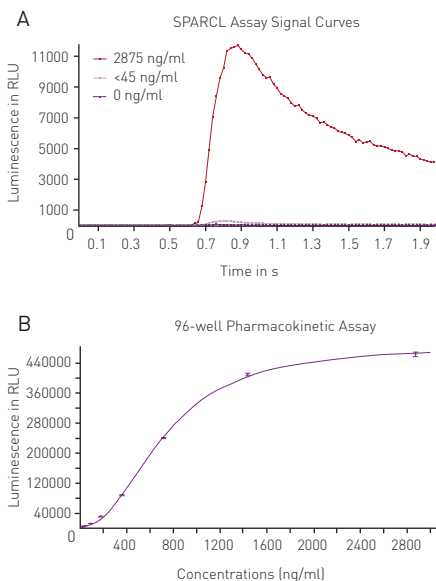 A
SPARCL Assay Signal Curves
Luminescence in RLU
11000
9000
7000
5000
3000
1000
0
2875 ng/ml
<45 ng/ml
0 ng/ml
0.1 0.3 0.5 0.7 0.9 1.1 1.3 1.5 1.7 1.9
Time in s
B
96-well Pharmacokinetic Assay
Luminescence in RLU
440000
360000
280000
200000
120000
40000
0
400 800 1200 1600 2000 2400 2800
Concentrations (ng/ml)